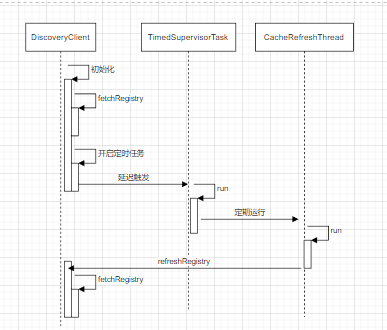 DiscoveryClient
TimedSupervisorTask
CacheRefreshThread
初始化
fetchRegistry
开启定时任务
延迟触发
run
定期运行
run
refreshRegistry
fetchRegistry